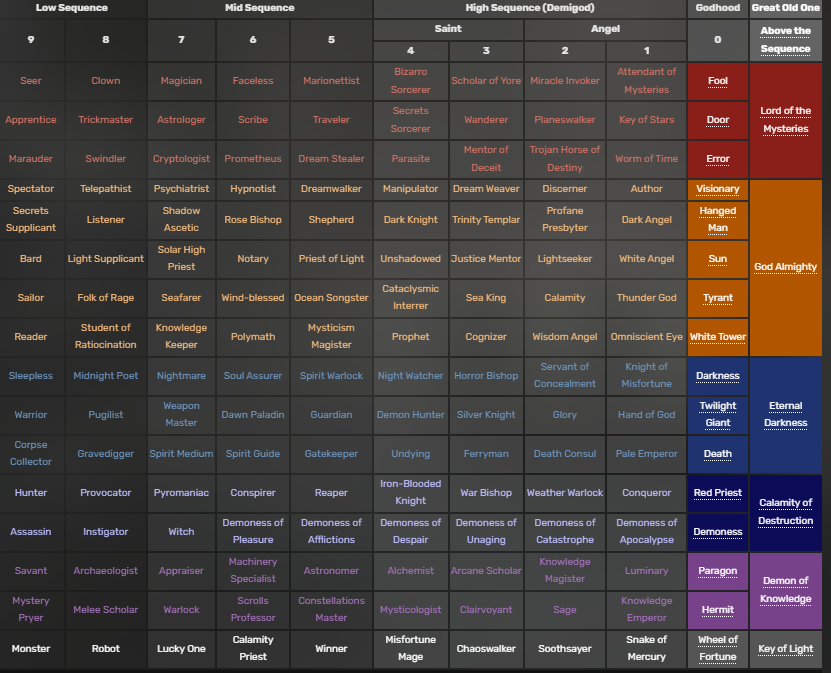 Low Sequence Mid Sequence High Sequence (Demigod) Godhood Great Old One
9 8 7 6 5 Saint Angel 0 Above the Sequence
4 3 2 1
Seer Clown Magician Faceless Marionettist Bizarro Sorcerer Scholar of Yore Miracle Invoker Attendant of Mysteries Fool Lord of the Mysteries
Apprentice Trickmaster Astrologer Scribe Traveler Secrets Sorcerer Wanderer Planeswalker Key of Stars Door
Marauder Swindler Cryptologist Prometheus Dream Stealer Parasite Mentor of Deceit Trojan Horse of Destiny Worm of Time Error
Spectator Telepathist Psychiatrist Hypnotist Dreamwalker Manipulator Dream Weaver Discerner Author Visionary God Almighty
Secrets Supplicant Listener Shadow Ascetic Rose Bishop Shepherd Dark Knight Trinity Templar Profane Presbyter Dark Angel Hanged Man
Bard Light Supplicant Solar High Priest Notary Priest of Light Unshadowed Justice Mentor Lightseeker White Angel Sun
Sailor Folk of Rage Seafarer Wind-blessed Ocean Songster Cataclysmic Interrer Sea King Calamity Thunder God Tyrant
Reader Student of Ratiocination Knowledge Keeper Polymath Mysticism Magister Prophet Cognizer Wisdom Angel Omniscient Eye White Tower
Sleepless Midnight Poet Nightmare Soul Assurer Spirit Warlock Night Watcher Horror Bishop Servant of Concealment Knight of Misfortune Darkness Eternal Darkness
Warrior Pugilist Weapon Master Dawn Paladin Guardian Demon Hunter Silver Knight Glory Hand of God Twilight Giant
Corpse Collector Gravedigger Spirit Medium Spirit Guide Gatekeeper Undying Ferryman Death Consul Pale Emperor Death
Hunter Provocator Pyromaniac Conspirer Reaper Iron-Blooded Knight War Bishop Weather Warlock Conqueror Red Priest Calamity of Destruction
Assassin Instigator Witch Demoness of Pleasure Demoness of Afflictions Demoness of Despair Demoness of Unaging Demoness of Catastrophe Demoness of Apocalypse Demoness
Savant Archaeologist Appraiser Machinery Specialist Astronomer Alchemist Arcane Scholar Knowledge Magister Luminary Paragon Demon of Knowledge
Mystery Pryer Melee Scholar Warlock Scrolls Professor Constellations Master Mysticologist Clairvoyant Sage Knowledge Emperor Hermit
Monster Robot Lucky One Calamity Priest Winner Misfortune Mage Chaoswalker Soothsayer Snake of Mercury Wheel of Fortune Key of Light